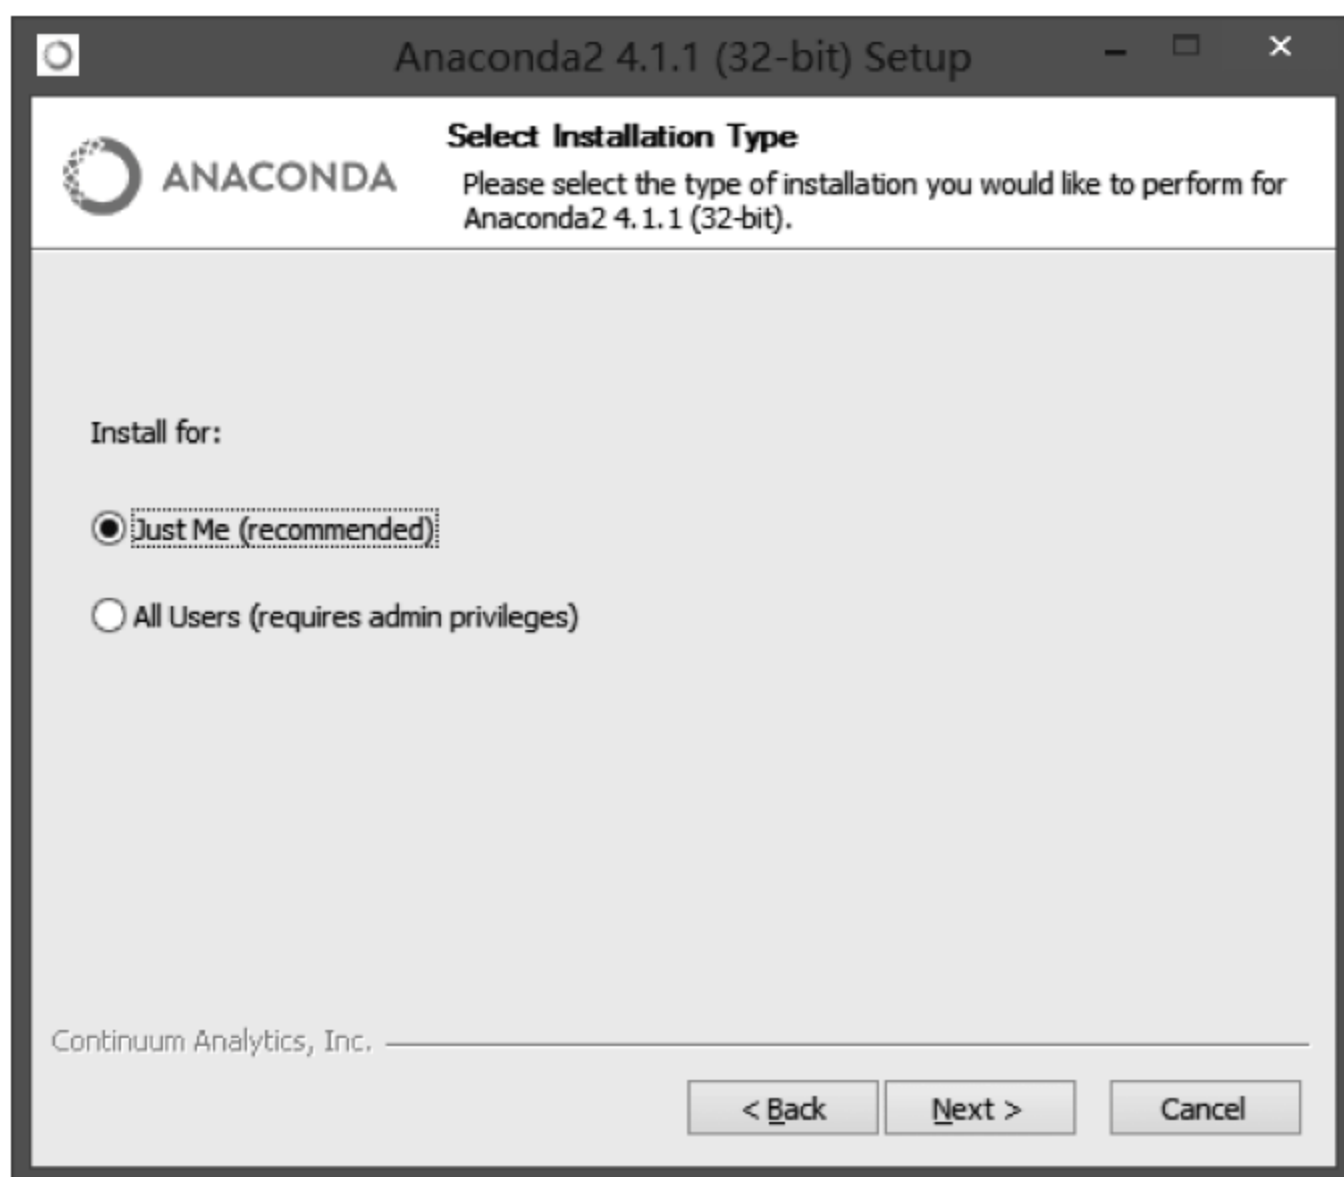 Anaconda2 4.1.1 (32-bit) Setup
ANACONDA
Select Installation Type
Please select the type of installation you would like to perform for
Anaconda2 4.1.1 (32-bit).
Install for:
Just Me (recommended)
All Users (requires admin privileges)
Continuum Analytics, Inc.
< Back
Next >
Cancel